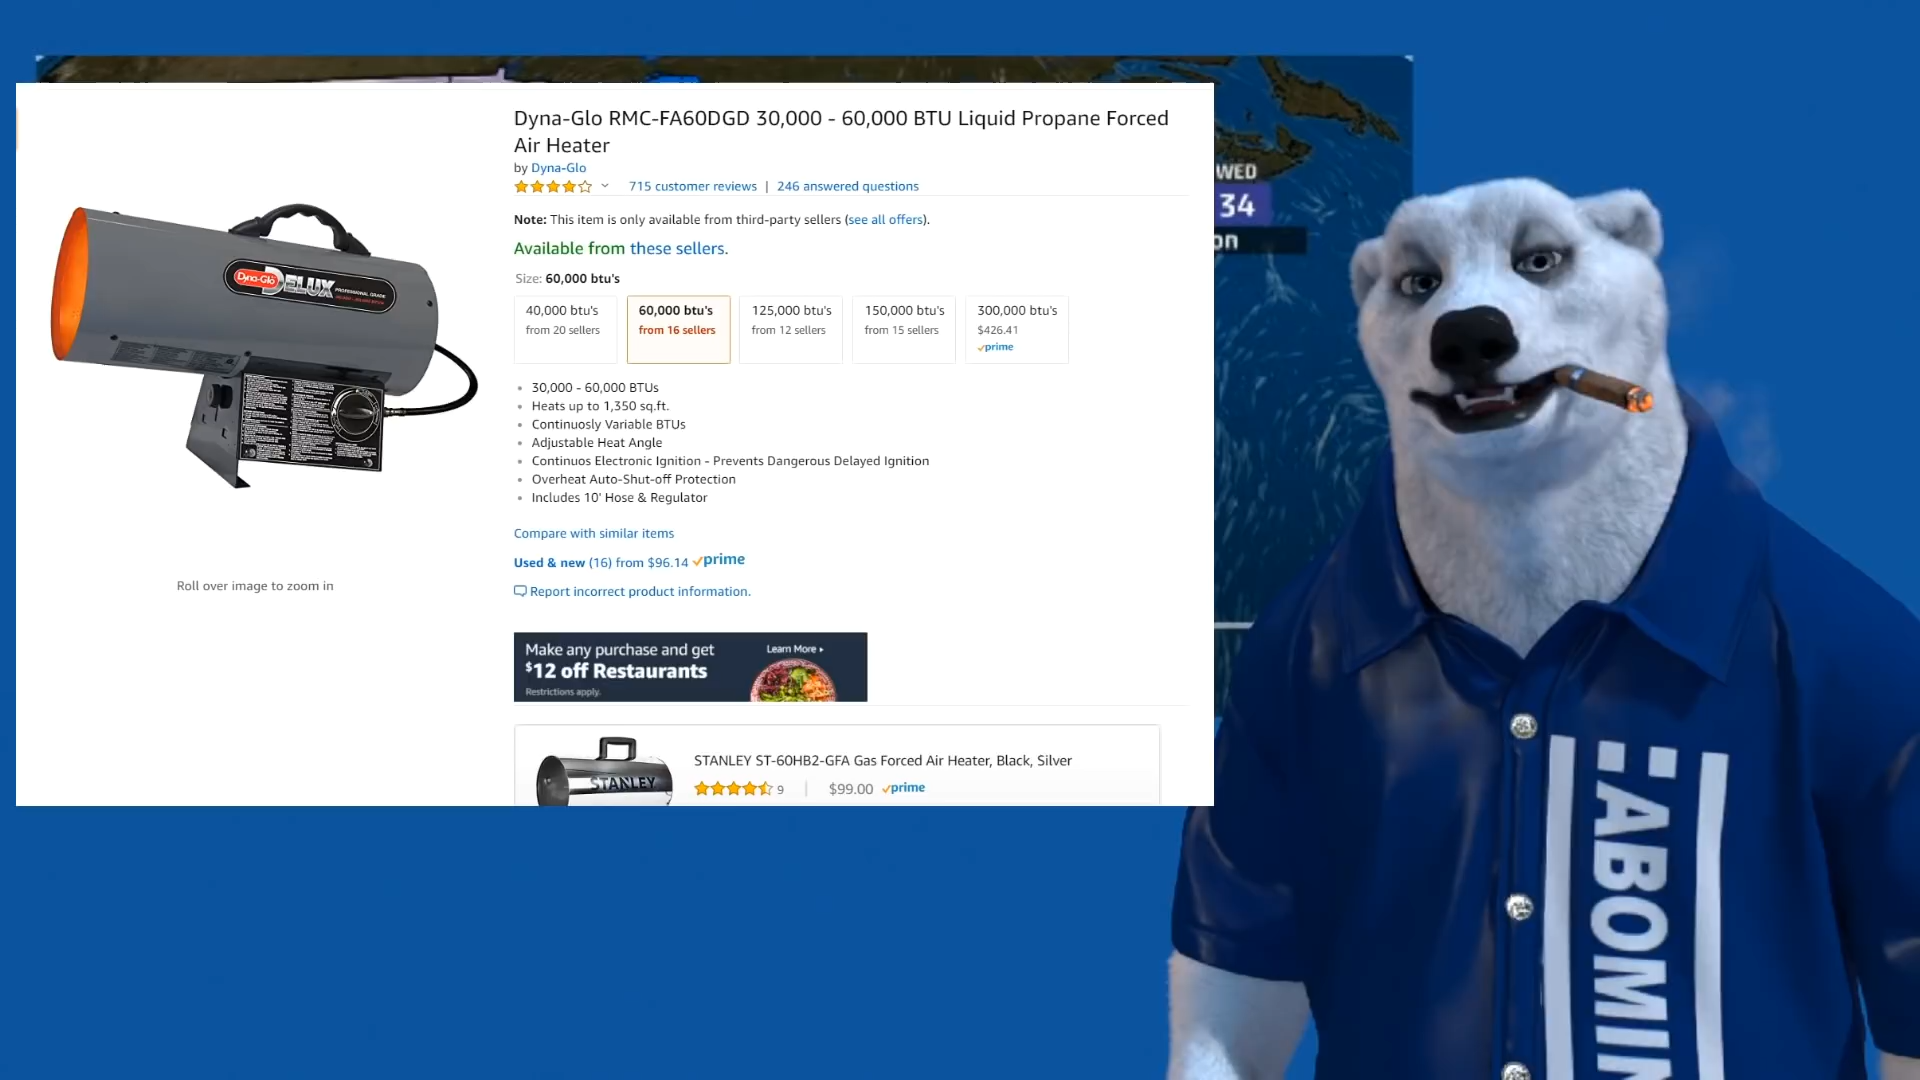 Dyna-Glo RMC-FA60DGD 30,000 - 60,000 BTU Liquid Propane Forced
Air Heater
by Dyna-Glo
715 customer reviews | 246 answered questions
Note: This item is only available from third-party sellers (see all offers).
Available from these sellers.
Size: 60,000 btu's
40,000 btu's
from 20 sellers
60,000 btu's
from 16 sellers
125,000 btu's
from 12 sellers
150,000 btu's
from 15 sellers
300,000 btu's
$426.41
prime
30,000 - 60,000 BTUs
Heats up to 1,350 sq.ft.
Continuosly Variable BTUs
Adjustable Heat Angle
Continuos Electronic Ignition - Prevents Dangerous Delayed Ignition
Overheat Auto-Shut-off Protection
Includes 10' Hose & Regulator
Compare with similar items
Used & new (16) from $96.14 prime
Report incorrect product information.
Make any purchase and get
$12 off Restaurants
Restrictions apply.
Learn More
STANLEY ST-60HB2-GFA Gas Forced Air Heater, Black, Silver
9 | $99.00 prime
STANLEY
Dyna-Glo DELUX PROFESSIONAL GRADE
Roll over image to zoom in
WED
34
on
ABOMIN